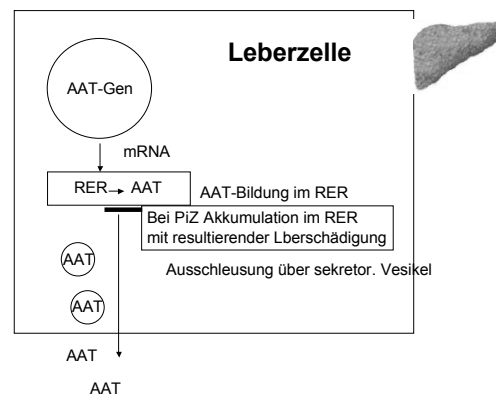 Leberzelle
AAT-Gen
mRNA
RER → AAT
AAT-Bildung im RER
Bei PiZ Akkumulation im RER
mit resultierender Lberschädigung
AAT
Ausschleusung über sekretor. Vesikel
AAT
AAT
AAT